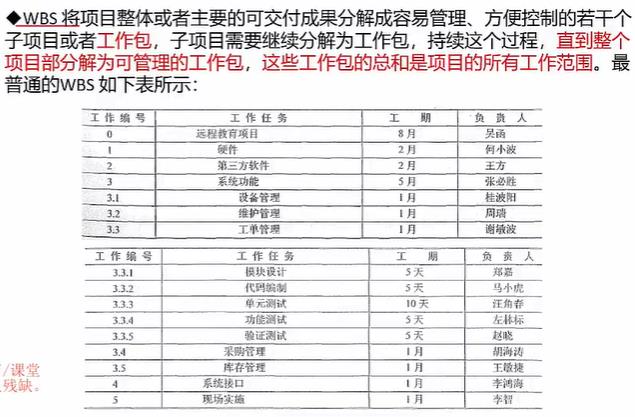 ◆WBS 将项目整体或者主要的可交付成果分解成容易管理、方便控制的若干个
子项目或者工作包，子项目需要继续分解为工作包，持续这个过程，直到整个
项目部分解为可管理的工作包，这些工作包的总和是项目的所有工作范围。最
普通的WBS 如下表所示：
工作编号 工作任务 工 期 负 责 人
0 远程教育项目 8 月 吴函
1 硬件 2 月 何小波
2 第三方软件 2 月 王方
3 系统功能 5 月 张必胜
3.1 设备管理 1 月 桂波阳
3.2 维护管理 1 月 周瑞
3.3 工单管理 1 月 谢敏波
工作编号 工作任务 工 期 负 责 人
3.3.1 模块设计 5 天 郑嘉
3.3.2 代码编制 5 天 马小虎
3.3.3 单元测试 10 天 汪角春
3.3.4 功能测试 5 天 左林标
3.3.5 验证测试 5 天 赵晓
3.4 采购管理 1 月 胡海涛
3.5 库存管理 1 月 王敏捷
4 系统接口 1 月 李鸿海
5 现场实施 1 月 李智
/课堂
残缺。